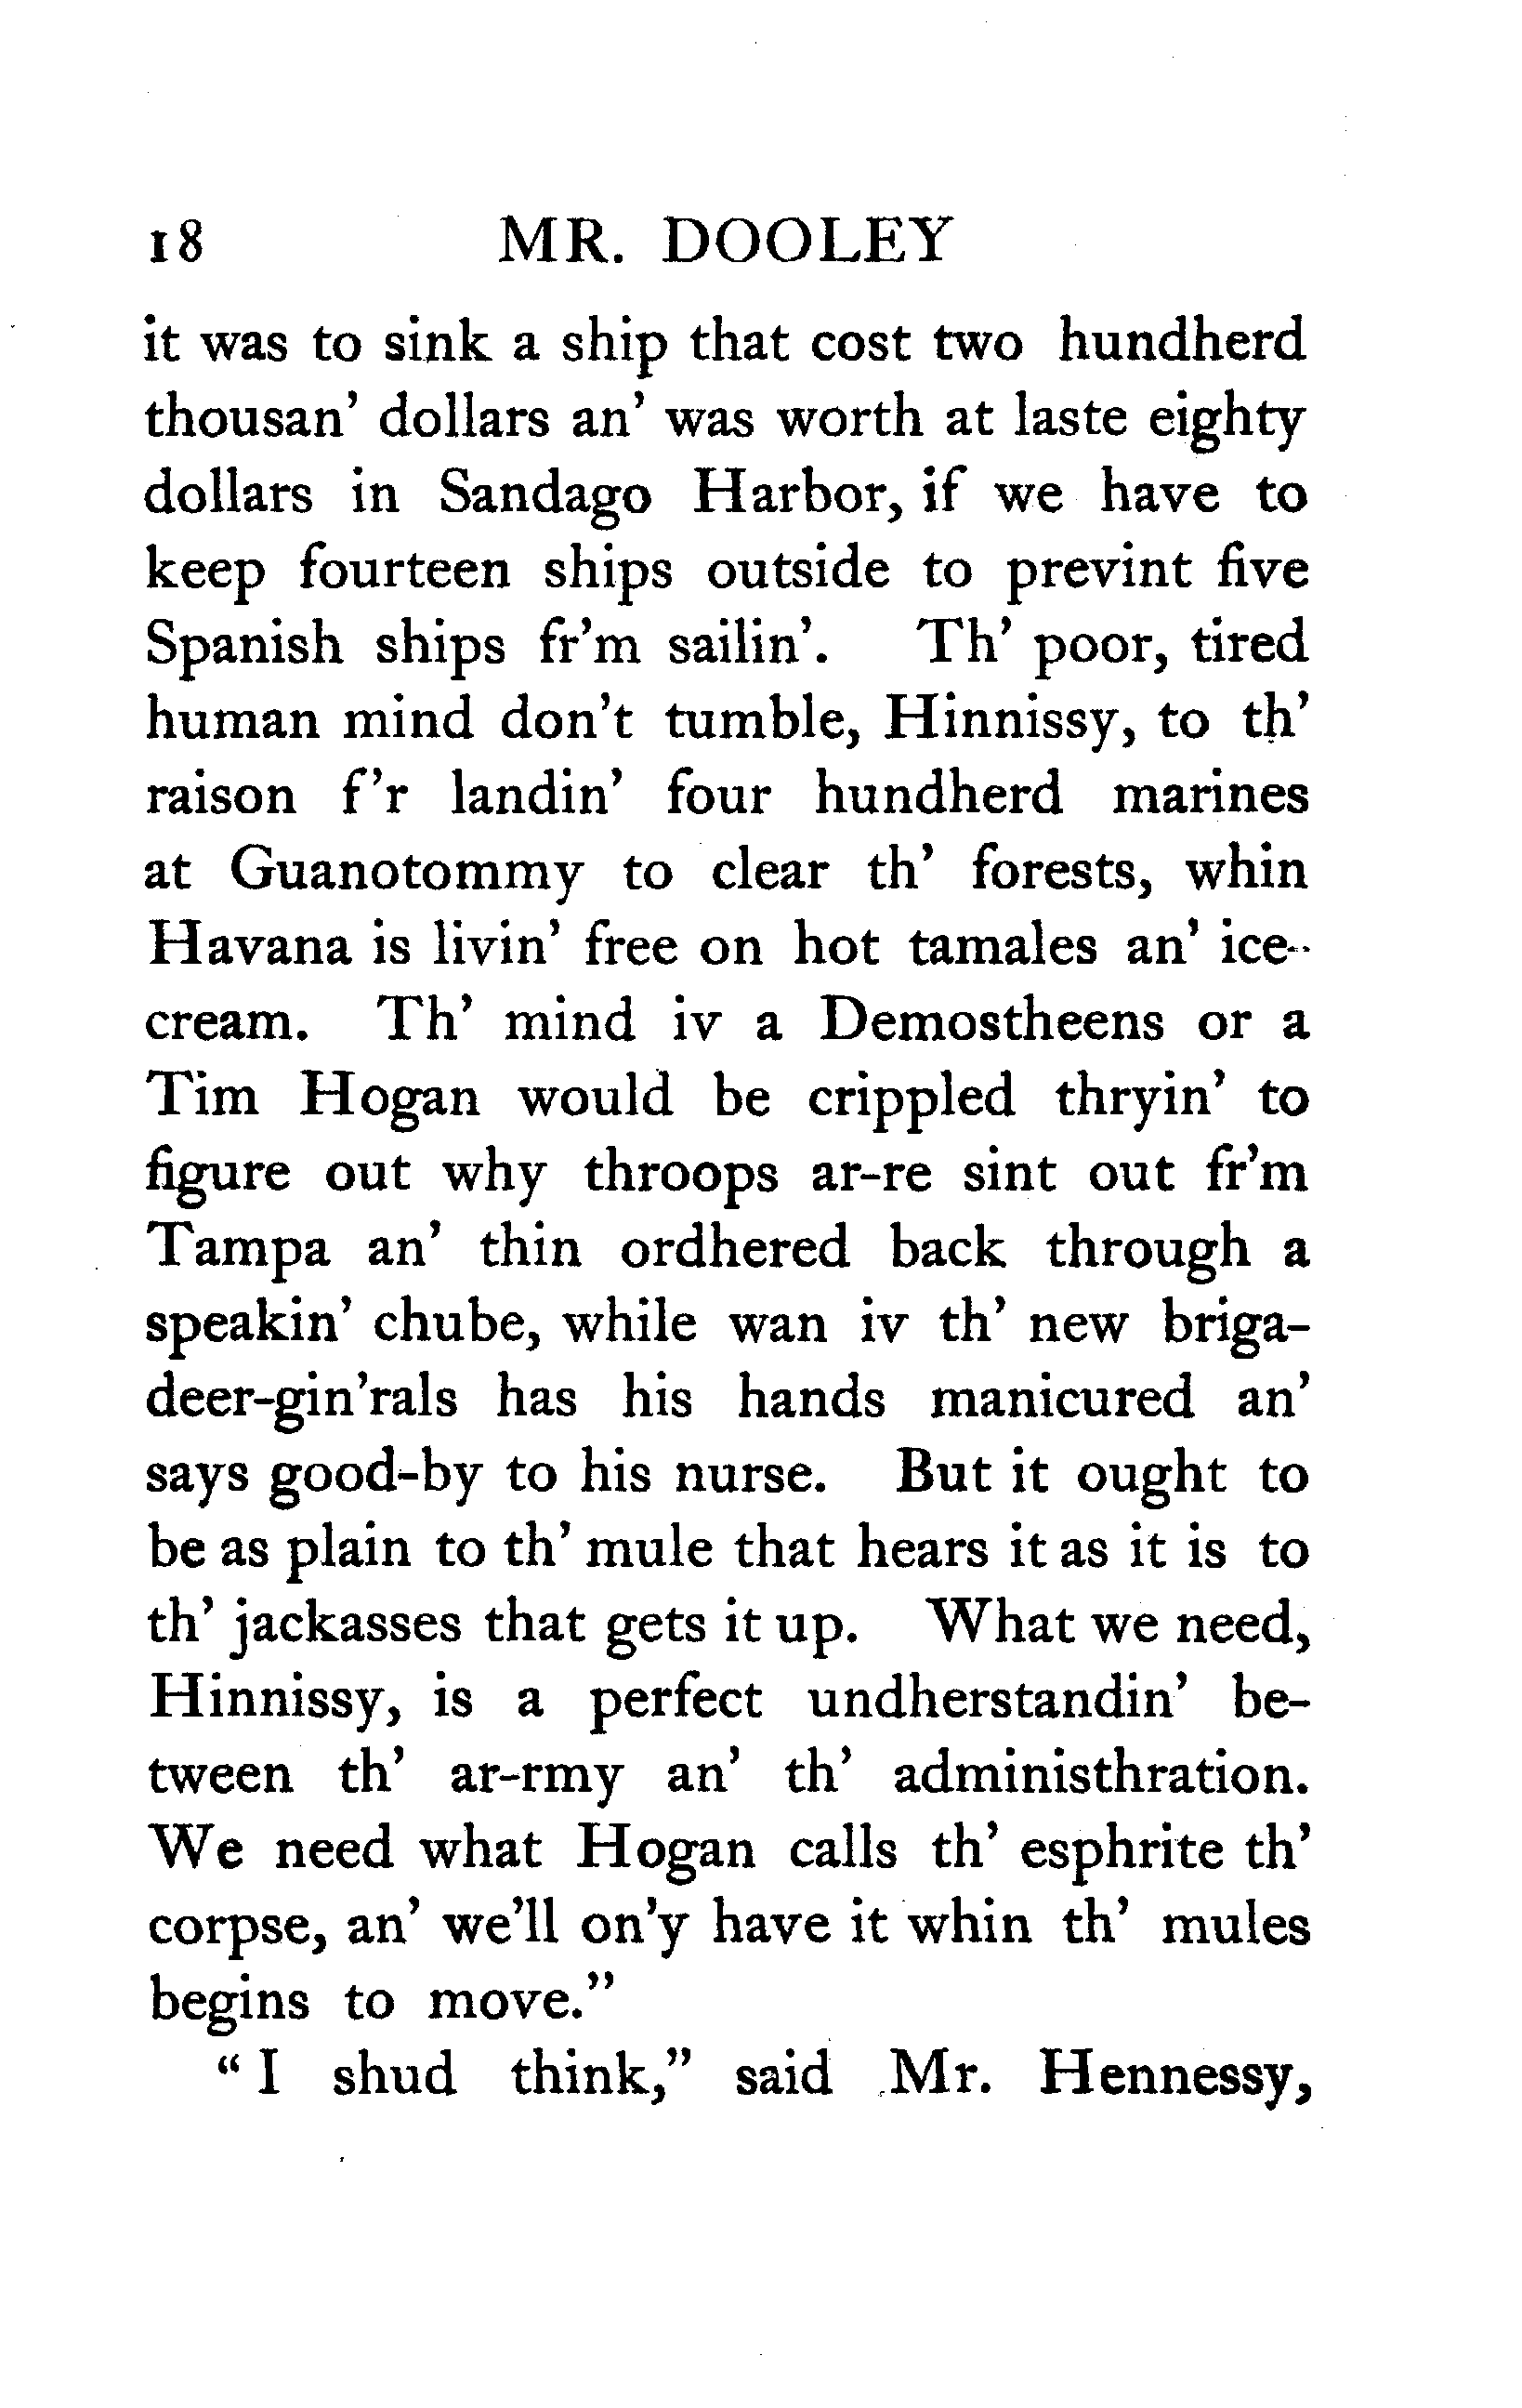 18 MR. DOOLEY
it was to sink a ship that cost two hundherd
thousan' dollars an' was worth at laste eighty
dollars in Sandago Harbor, if we have to
keep fourteen ships outside to prevint five
Spanish ships fr'm sailin'. Th' poor, tired
human mind don't tumble, Hinnissy, to th'
raison f'r landin' four hundherd marines
at Guanotommy to clear th' forests, whin
Havana is livin' free on hot tamales an' ice-
cream. Th' mind iv a Demostheens or a
Tim Hogan would be crippled thryin' to
figure out why throops ar-re sint out fr'm
Tampa an' thin ordhered back through a
speakin' chube, while wan iv th' new briga-
deer-gin'rals has his hands manicured an'
says good-by to his nurse. But it ought to
be as plain to th' mule that hears it as it is to
th' jackasses that gets it up. What we need,
Hinnissy, is a perfect undherstandin' be-
tween th' ar-rmy an' th' administhration.
We need what Hogan calls th' esphrite th'
corpse, an' we'll on'y have it whin th' mules
begins to move."
" I shud think," said Mr. Hennessy,